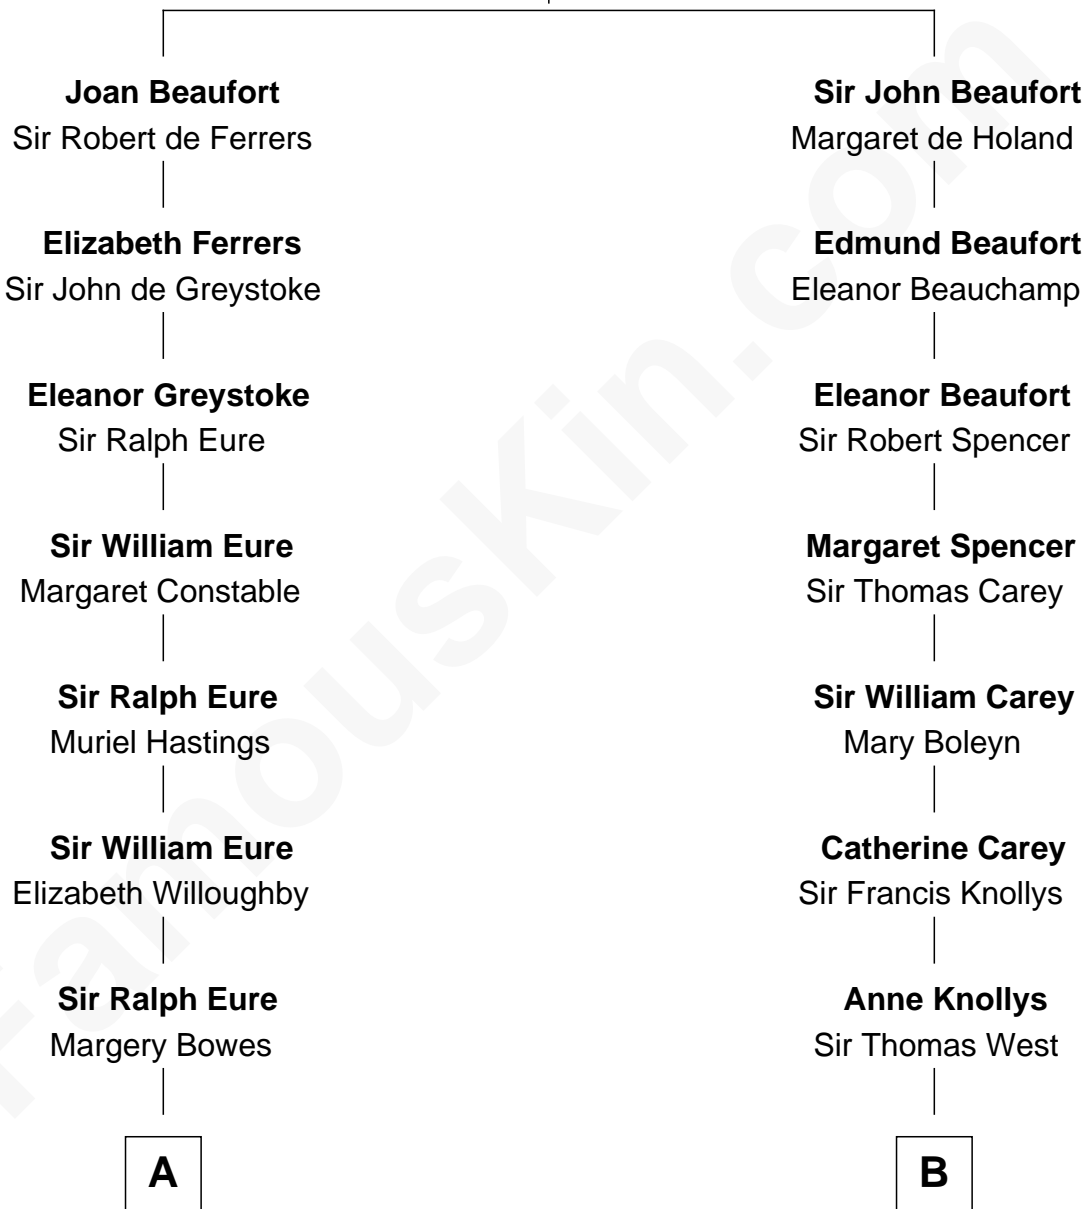 Joan Beaufort
Sir Robert de Ferrers
Elizabeth Ferrers
Sir John de Greystoke
Eleanor Greystoke
Sir Ralph Eure
Sir William Eure
Margaret Constable
Sir Ralph Eure
Muriel Hastings
Sir William Eure
Elizabeth Willoughby
Sir Ralph Eure
Margery Bowes
A
Sir John Beaufort
Margaret de Holand
Edmund Beaufort
Eleanor Beauchamp
Eleanor Beaufort
Sir Robert Spencer
Margaret Spencer
Sir Thomas Carey
Sir William Carey
Mary Boleyn
Catherine Carey
Sir Francis Knollys
Anne Knollys
Sir Thomas West
B
FamousKin.com